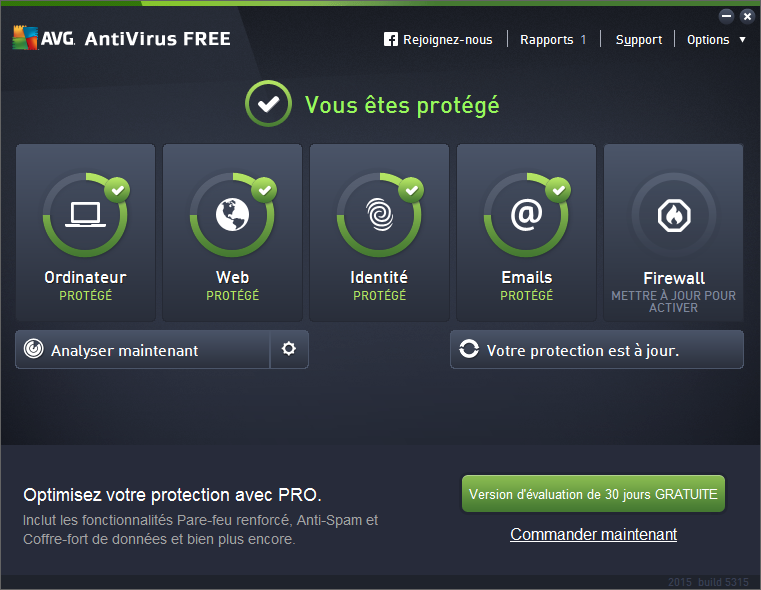 AVG. AntiVirus FREE
Rejoignez-nous
Rapports 1
Support
Options
Vous êtes protégé
Ordinateur
PROTÉGÉ
Web
PROTÉGÉ
Identité
PROTÉGÉ
Emails
PROTÉGÉ
Firewall
METTRE À JOUR POUR
ACTIVER
Analyser maintenant
Votre protection est à jour.
Optimisez votre protection avec PRO.
Inclut les fonctionnalités Pare-feu renforcé, Anti-Spam et
Coffre-fort de données et bien plus encore.
Version d'évaluation de 30 jours GRATUITE
Commander maintenant
2015 build 5315